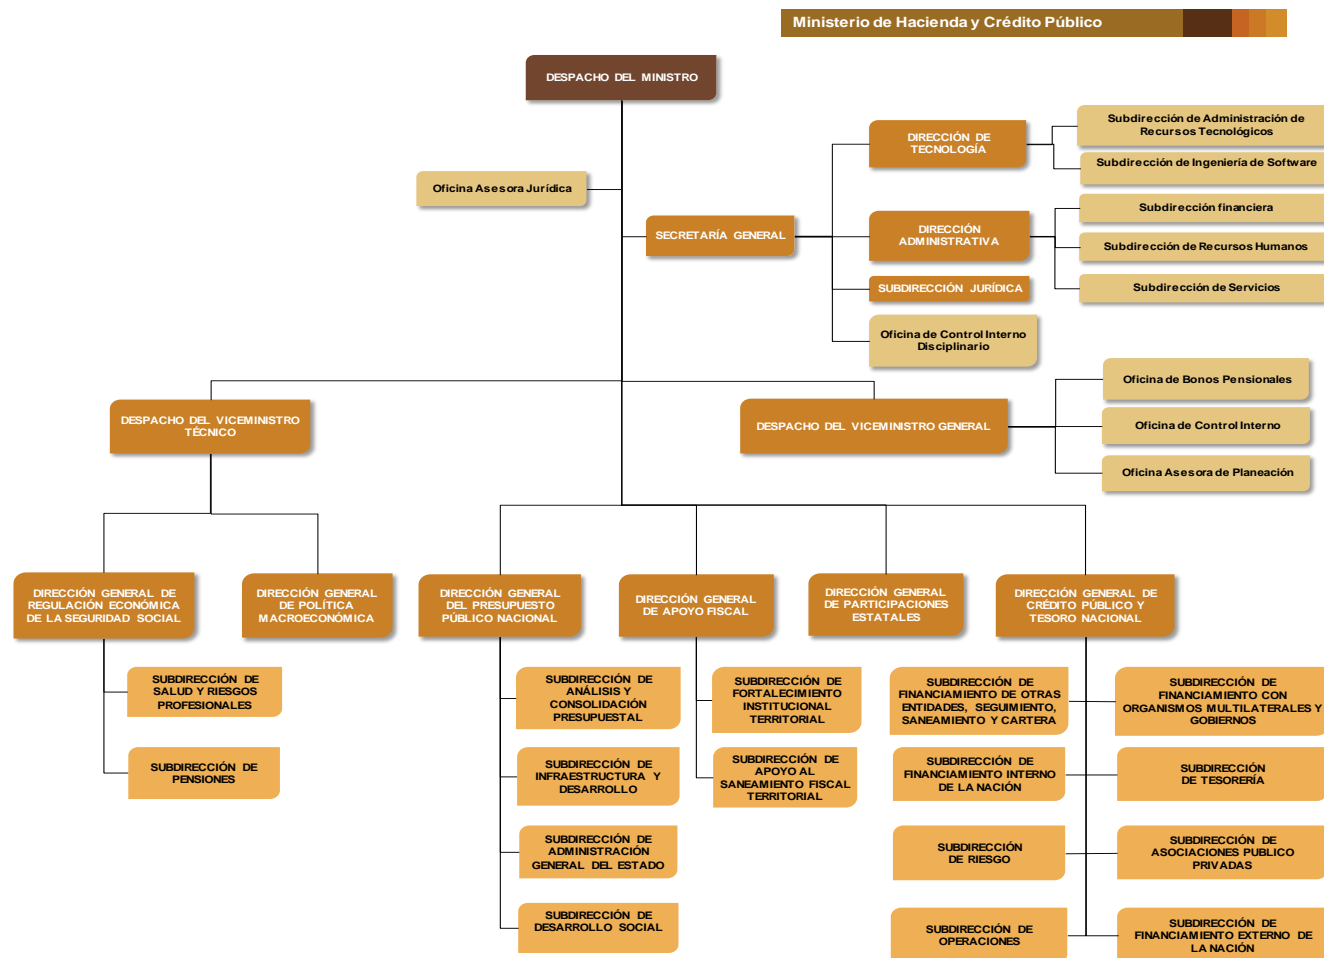 Ministerio de Hacienda y Crédito Público
DESPACHO DEL MINISTRO
Oficina Asesora Jurídica
SECRETARÍA GENERAL
DIRECCIÓN DE
TECNOLOGÍA
Subdirección de Administración de
Recursos Tecnológicos
Subdirección de Ingeniería de Software
DIRECCIÓN
ADMINISTRATIVA
Subdirección financiera
Subdirección de Recursos Humanos
Subdirección de Servicios
SUBDIRECCIÓN JURÍDICA
Oficina de Control Interno
Disciplinario
DESPACHO DEL VICEMINISTRO
TÉCNICO
DESPACHO DEL VICEMINISTRO GENERAL
Oficina de Bonos Pensionales
Oficina de Control Interno
Oficina Asesora de Planeación
DIRECCIÓN GENERAL DE
REGULACIÓN ECONÓMICA
DE LA SEGURIDAD SOCIAL
DIRECCIÓN GENERAL
DE POLÍTICA
MACROECONÓMICA
DIRECCIÓN GENERAL
DEL PRESUPUESTO
PÚBLICO NACIONAL
DIRECCIÓN GENERAL
DE APOYO FISCAL
DIRECCIÓN GENERAL
DE PARTICIPACIONES
ESTATALES
DIRECCIÓN GENERAL DE
CRÉDITO PÚBLICO Y
TESORO NACIONAL
SUBDIRECCIÓN DE
SALUD Y RIESGOS
PROFESIONALES
SUBDIRECCIÓN DE
PENSIONES
SUBDIRECCIÓN DE
ANÁLISIS Y
CONSOLIDACIÓN
PRESUPUESTAL
SUBDIRECCIÓN DE
INFRAESTRUCTURA Y
DESARROLLO
SUBDIRECCIÓN DE
ADMINISTRACIÓN
GENERAL DEL ESTADO
SUBDIRECCIÓN DE
DESARROLLO SOCIAL
SUBDIRECCIÓN DE
FORTALECIMIENTO
INSTITUCIONAL
TERRITORIAL
SUBDIRECCIÓN DE
APOYO AL
SANEAMIENTO FISCAL
TERRITORIAL
SUBDIRECCIÓN DE
FINANCIAMIENTO DE OTRAS
ENTIDADES, SEGUIMIENTO,
SANEAMIENTO Y CARTERA
SUBDIRECCIÓN DE
FINANCIAMIENTO CON
ORGANISMOS MULTILATERALES Y
GOBIERNOS
SUBDIRECCIÓN DE
FINANCIAMIENTO INTERNO
DE LA NACIÓN
SUBDIRECCIÓN
DE TESORERÍA
SUBDIRECCIÓN
DE RIESGO
SUBDIRECCIÓN DE
ASOCIACIONES PUBLICO
PRIVADAS
SUBDIRECCIÓN DE
OPERACIONES
SUBDIRECCIÓN DE
FINANCIAMIENTO EXTERNO DE
LA NACIÓN